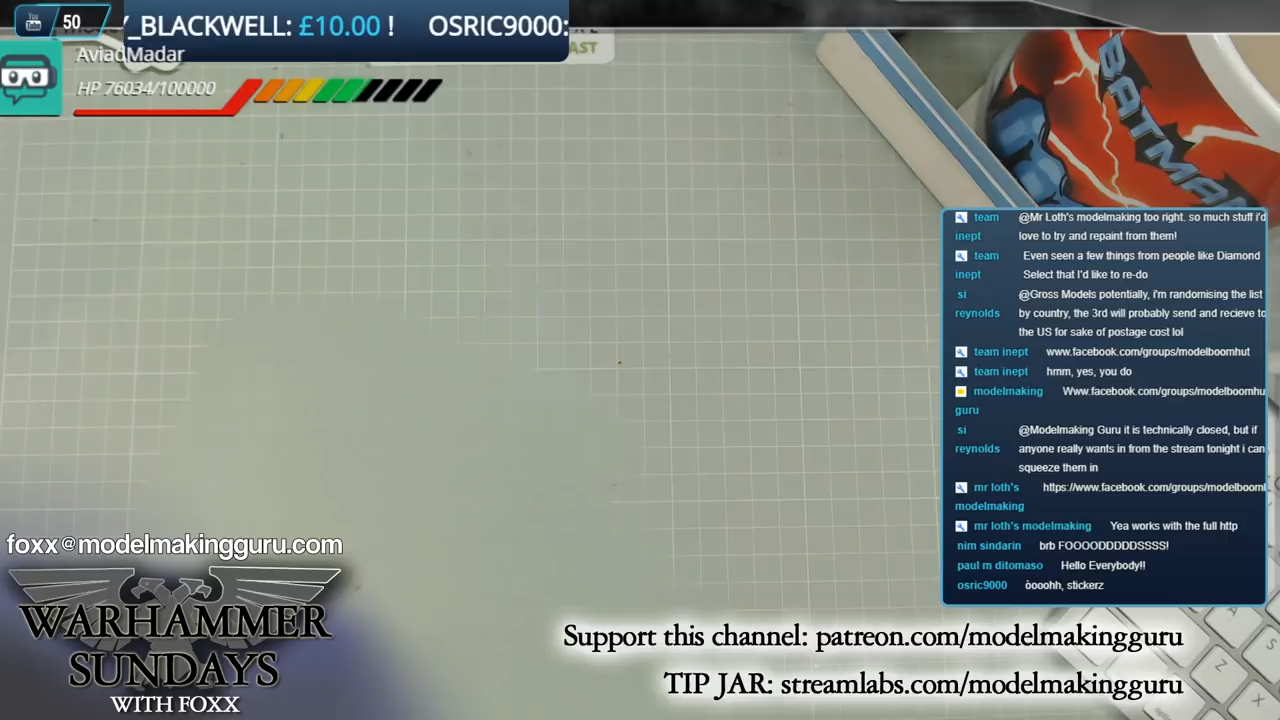 50
Y_BLACKWELL: £10.00 ! OSRIC9000:
AST
AviadMadar
HP 76034/100000
BATMAN
team inept @Mr Loth's modelmaking too right. so much stuff i'd
love to try and repaint from them!
team inept Even seen a few things from people like Diamond
Select that I'd like to re-do
si reynolds @Gross Models potentially, i'm randomising the list
by country, the 3rd will probably send and recieve to
the US for sake of postage cost lol
team inept www.facebook.com/groups/modelboomhut
team inept hmm, yes, you do
modelmaking guru Www.facebook.com/groups/modelboomhu
si reynolds @Modelmaking Guru it is technically closed, but if
anyone really wants in from the stream tonight i can
squeeze them in
mr loth's modelmaking https://www.facebook.com/groups/modelbooml
mr loth's modelmaking Yea works with the full http
nim sindarin brb FOOOODDDDDSSSS!
paul m ditomaso Hello Everybody!!
osric9000 òooohh, stickerz
foxx@modelmakingguru.com
WARHAMMER
SUNDAYS
WITH FOXX
Support this channel: patreon.com/modelmakingguru
TIP JAR: streamlabs.com/modelmakingguru
A
S
Z
X